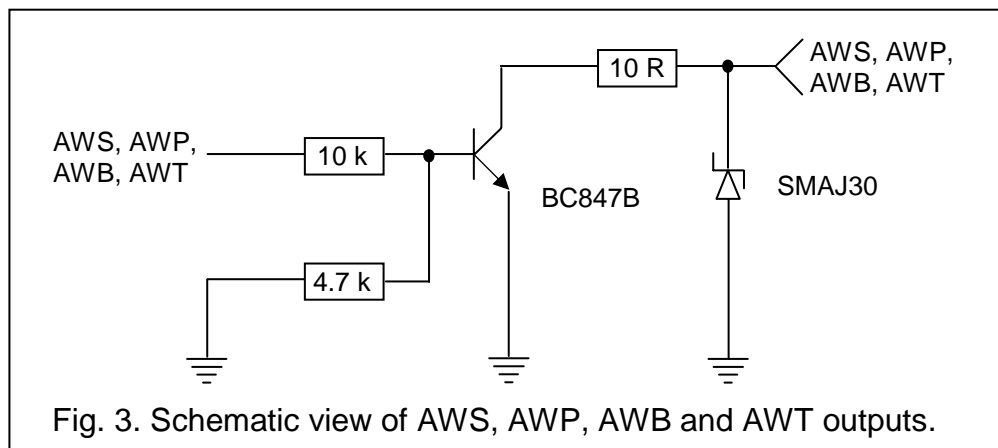 10 R
AWS, AWP,
AWB, AWT
AWS, AWP,
AWB, AWT
10 k
BC847B
SMAJ30
4.7 k
Fig. 3. Schematic view of AWS, AWP, AWB and AWT outputs.